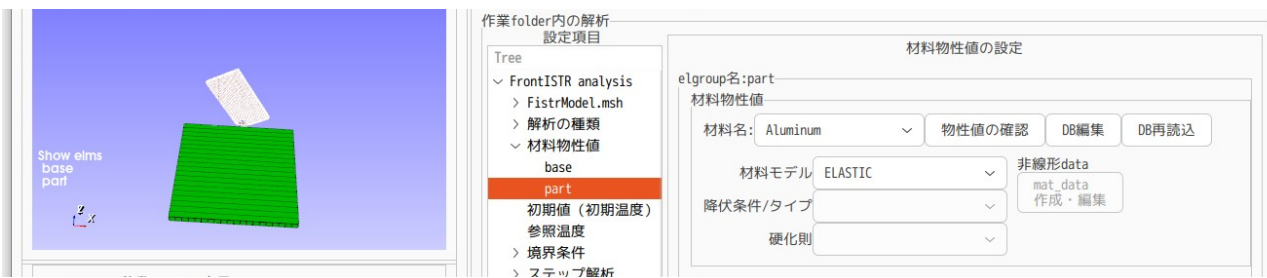 Show elms
base
part
z
x
作業folder内の解析
設定項目
Tree
FrontISTR analysis
FistrModel.msh
解析の種類
材料物性値
base
part
初期値（初期温度）
参照温度
境界条件
ステップ解析
材料物性値の設定
elgroup名:part
材料物性値
材料名: Aluminum 物性値の確認 DB編集 DB再読込
材料モデル ELASTIC
非線形data
mat_data
作成・編集
降伏条件/タイプ
硬化則